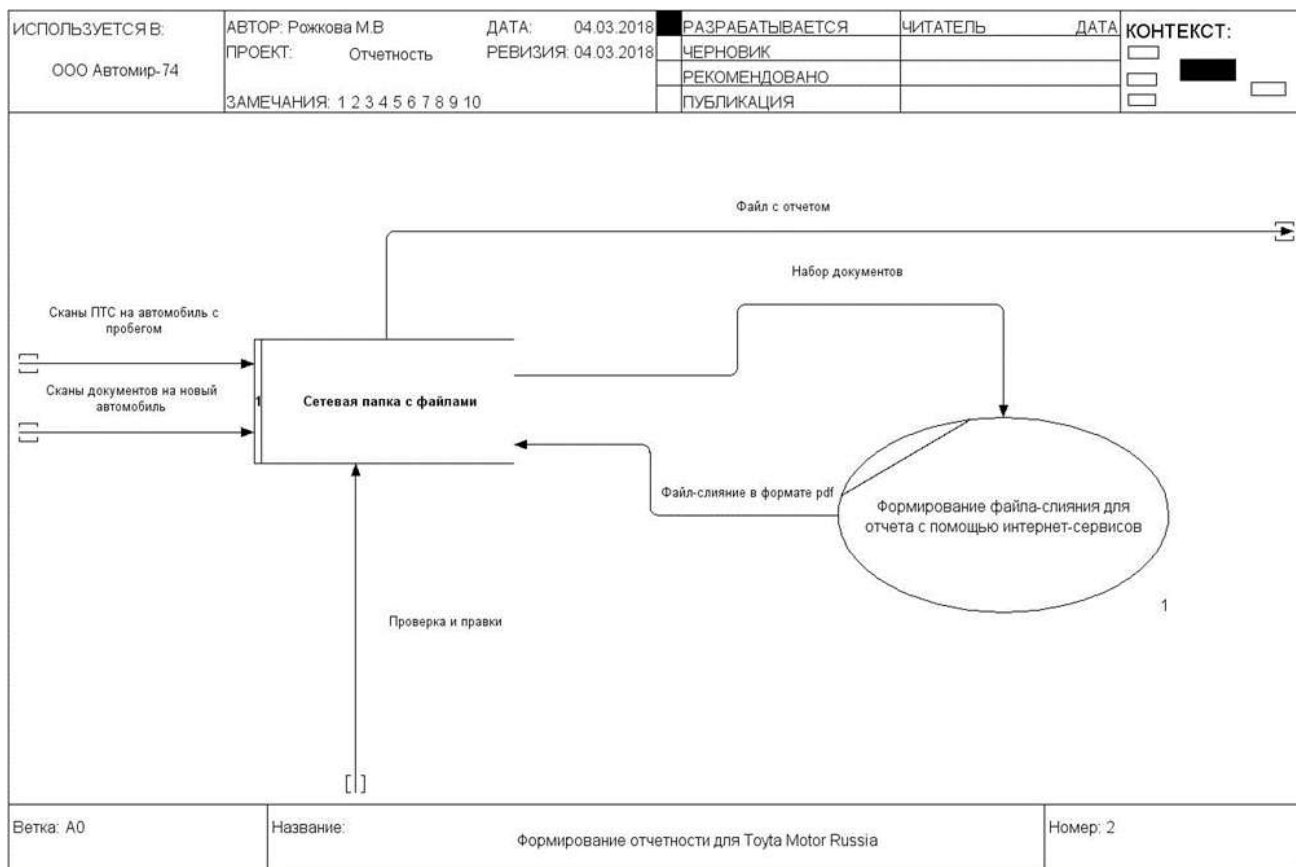 ИСПОЛЬЗУЕТСЯ В:
ООО Автомир-74
АВТОР: Рожкова М.В
ДАТА: 04.03.2018
ПРОЕКТ: Отчетность
РЕВИЗИЯ: 04.03.2018
ЗАМЕЧАНИЯ: 1 2 3 4 5 6 7 8 9 10
РАЗРАБАТЫВАЕТСЯ
ЧЕРНОВИК
РЕКОМЕНДОВАНО
ПУБЛИКАЦИЯ
ЧИТАТЕЛЬ ДАТА
КОНТЕКСТ:
Файл с отчетом
Набор документов
Сканы ПТС на автомобиль с
пробегом
Сканы документов на новый
автомобиль
1
Сетевая папка с файлами
Файл-слияние в формате pdf
Формирование файла-слияния для
отчета с помощью интернет-сервисов
1
Проверка и правки
Ветка: A0
Название:
Формирование отчетности для Toyta Motor Russia
Номер: 2